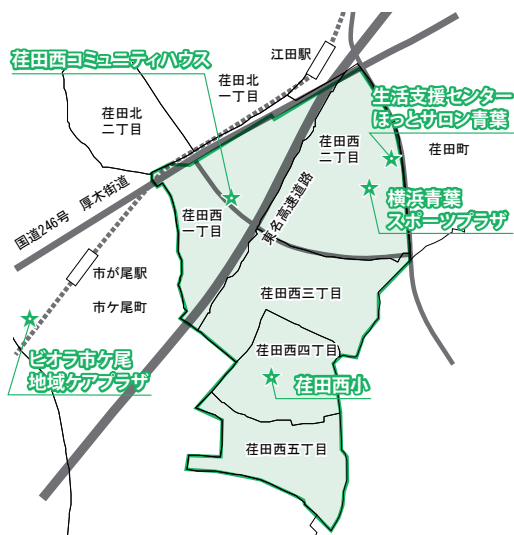 江田駅
荏田西コミュニティハウス
荏田北
一丁目
荏田北
二丁目
生活支援センター
ほっとサロン青葉
荏田西
二丁目
荏田町
横浜青葉
スポーツプラザ
国道246号 厚木街道
荏田西
一丁目
東名高速道路
市が尾駅
市ケ尾町
荏田西三丁目
ビオラ市ケ尾
地域ケアプラザ
荏田西四丁目
荏田西小
荏田西五丁目